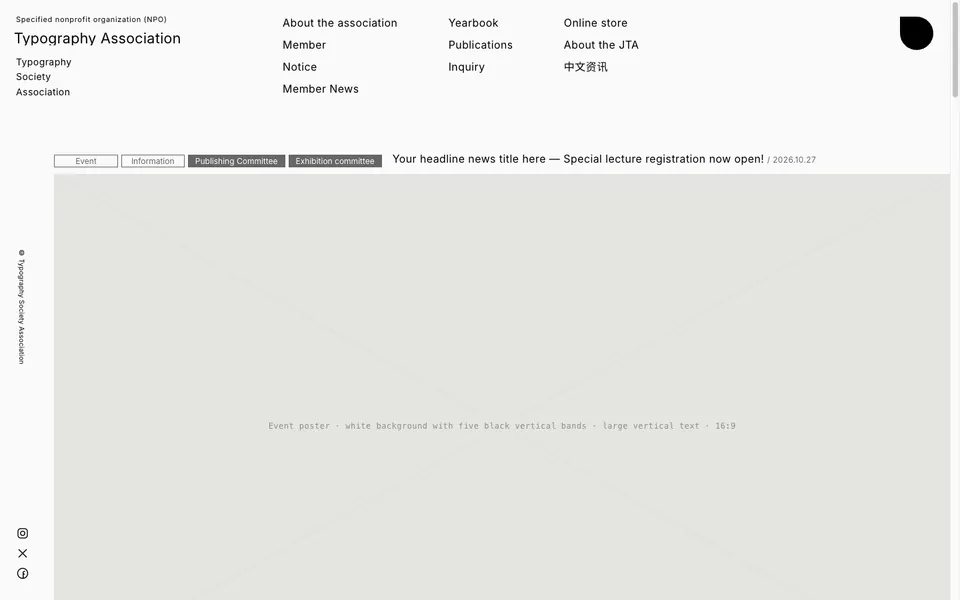 Specified nonprofit organization (NPO)
Typography Association
Typography
Society
Association
About the association
Member
Notice
Member News
Yearbook
Publications
Inquiry
Online store
About the JTA
中文资讯
Event
Information
Publishing Committee
Exhibition committee
Your headline news title here — Special lecture registration now open! / 2026.10.27
© Typography Society Association
Event poster · white background with five black vertical bands · large vertical text · 16:9